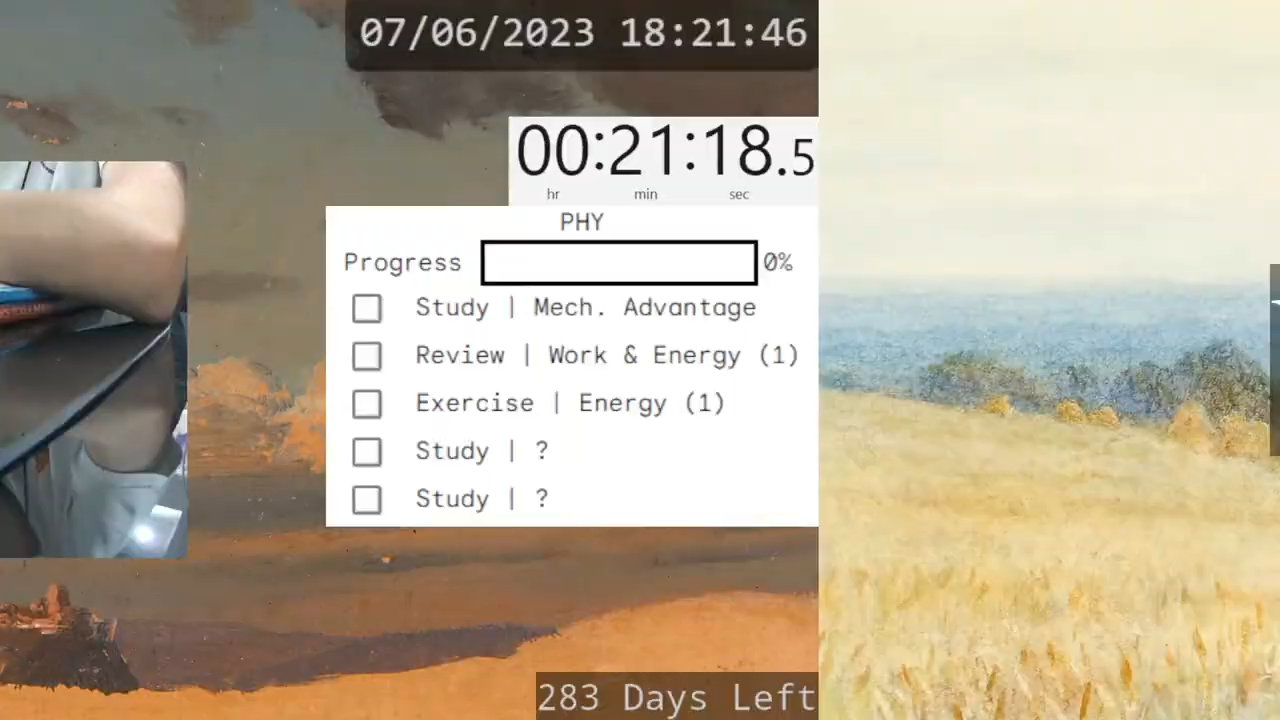 07/06/2023 18:21:46
00:21:18.5
hr min sec
PHY
Progress 0%
Study | Mech. Advantage
Review | Work & Energy (1)
Exercise | Energy (1)
Study | ?
Study | ?
283 Days Left